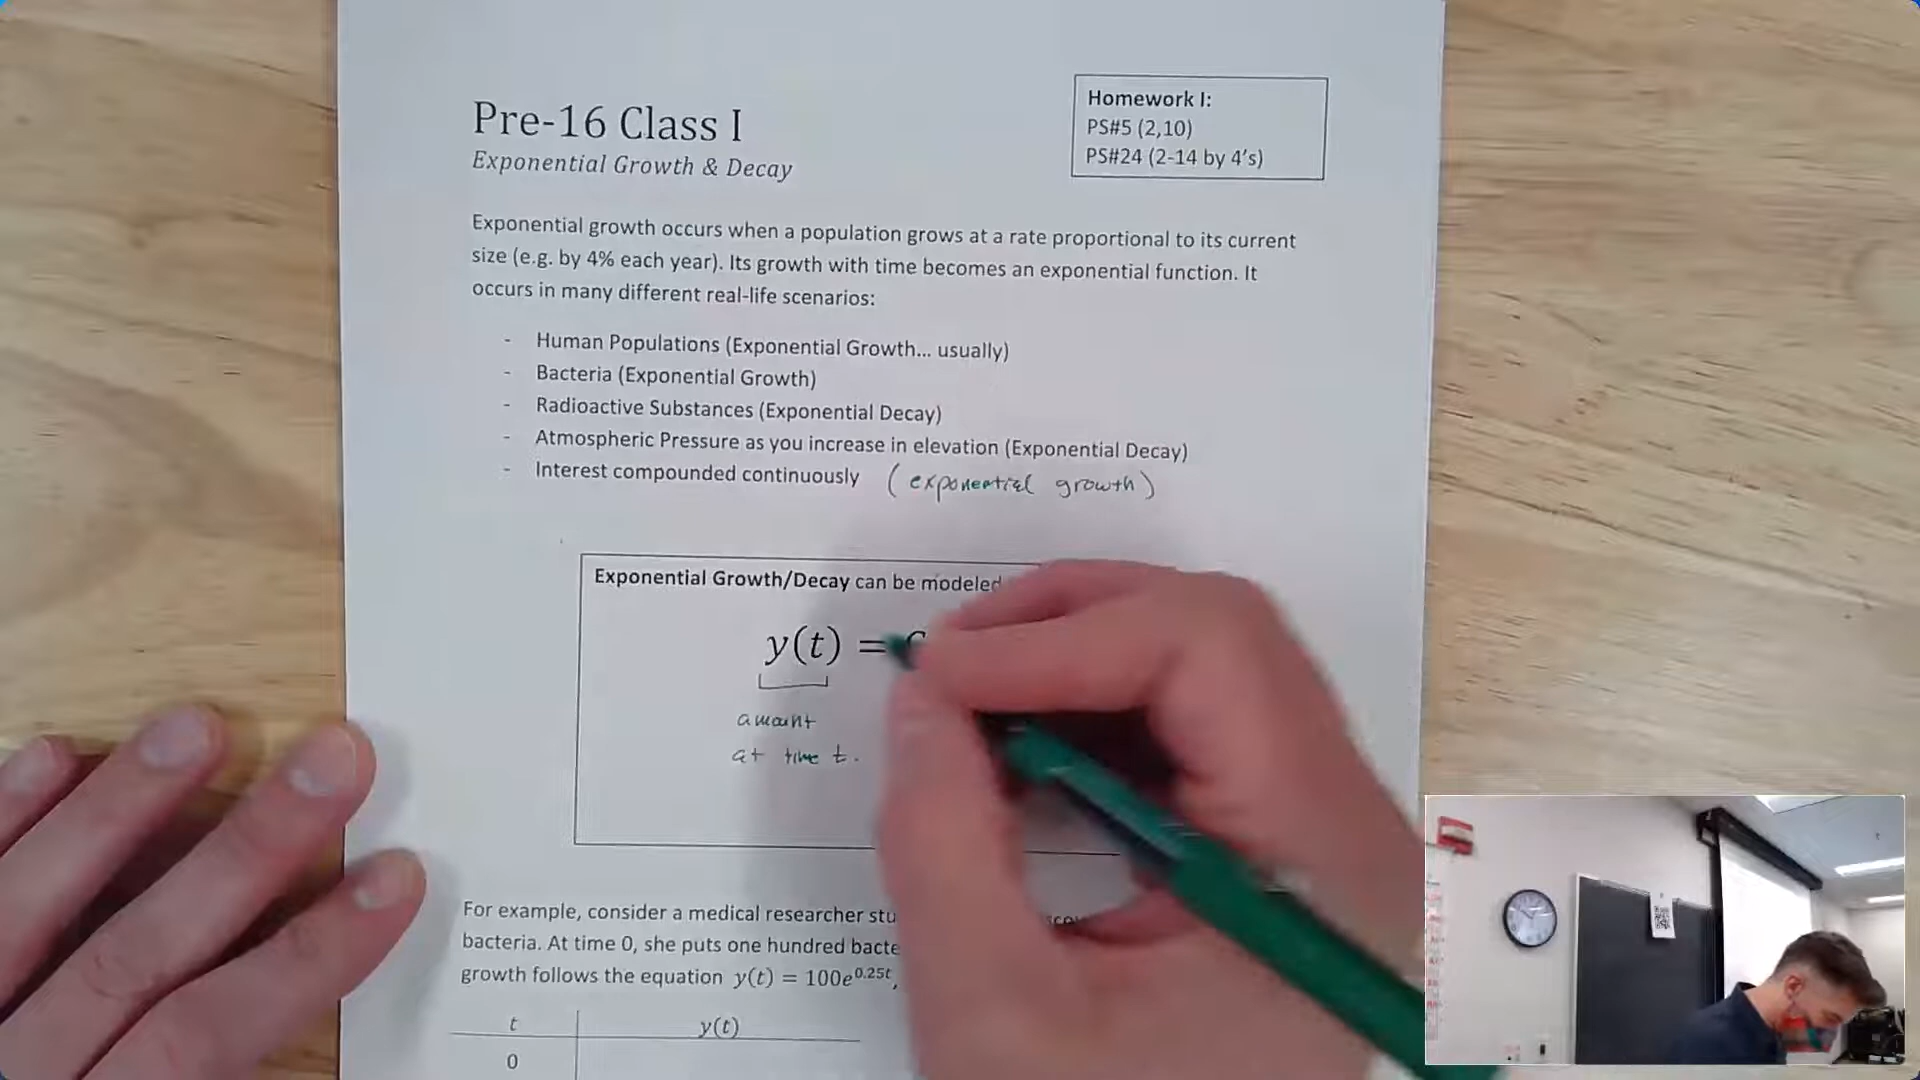 Pre-16 Class I
Exponential Growth & Decay
Homework I:
PS#5 (2,10)
PS#24 (2-14 by 4's)
Exponential growth occurs when a population grows at a rate proportional to its current
size (e.g. by 4% each year). Its growth with time becomes an exponential function. It
occurs in many different real-life scenarios:
- Human Populations (Exponential Growth... usually)
- Bacteria (Exponential Growth)
- Radioactive Substances (Exponential Decay)
- Atmospheric Pressure as you increase in elevation (Exponential Decay)
- Interest compounded continuously (exponential growth)
Exponential Growth/Decay can be modeled
y(t) =
amount
at time t.
For example, consider a medical researcher
bacteria. At time 0, she puts one hundred
growth follows the equation y(t) = 100e^0.25t,
t y(t)
0